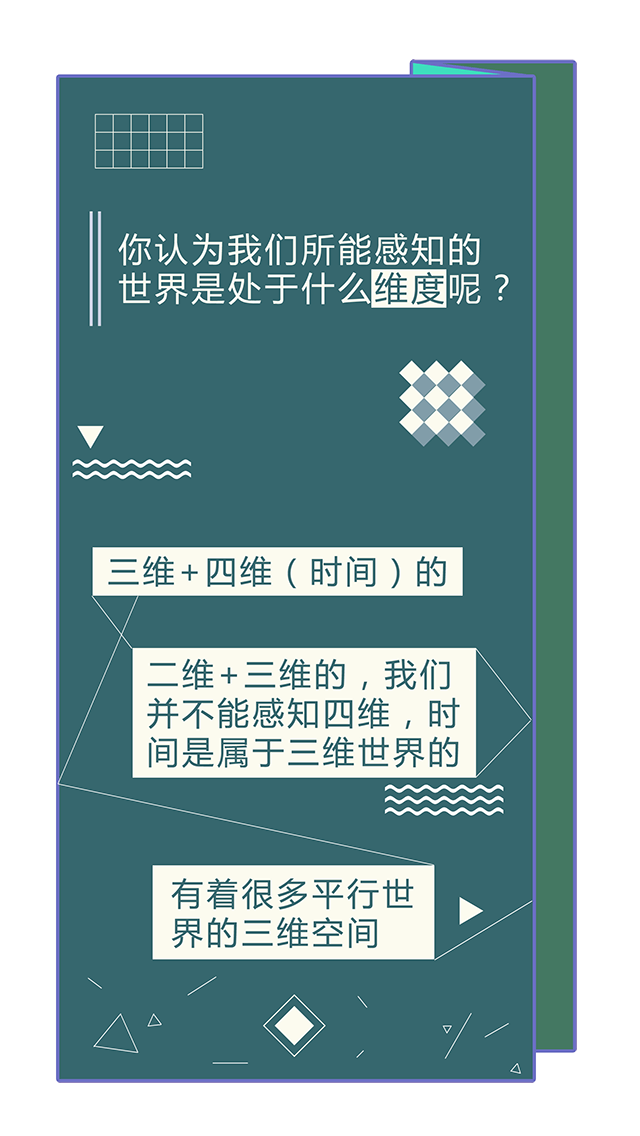 你认为我们所能感知的
世界是处于什么维度呢？
三维+四维（时间）的
二维+三维的，我们
并不能感知四维，时
间是属于三维世界的
有着很多平行世
界的三维空间